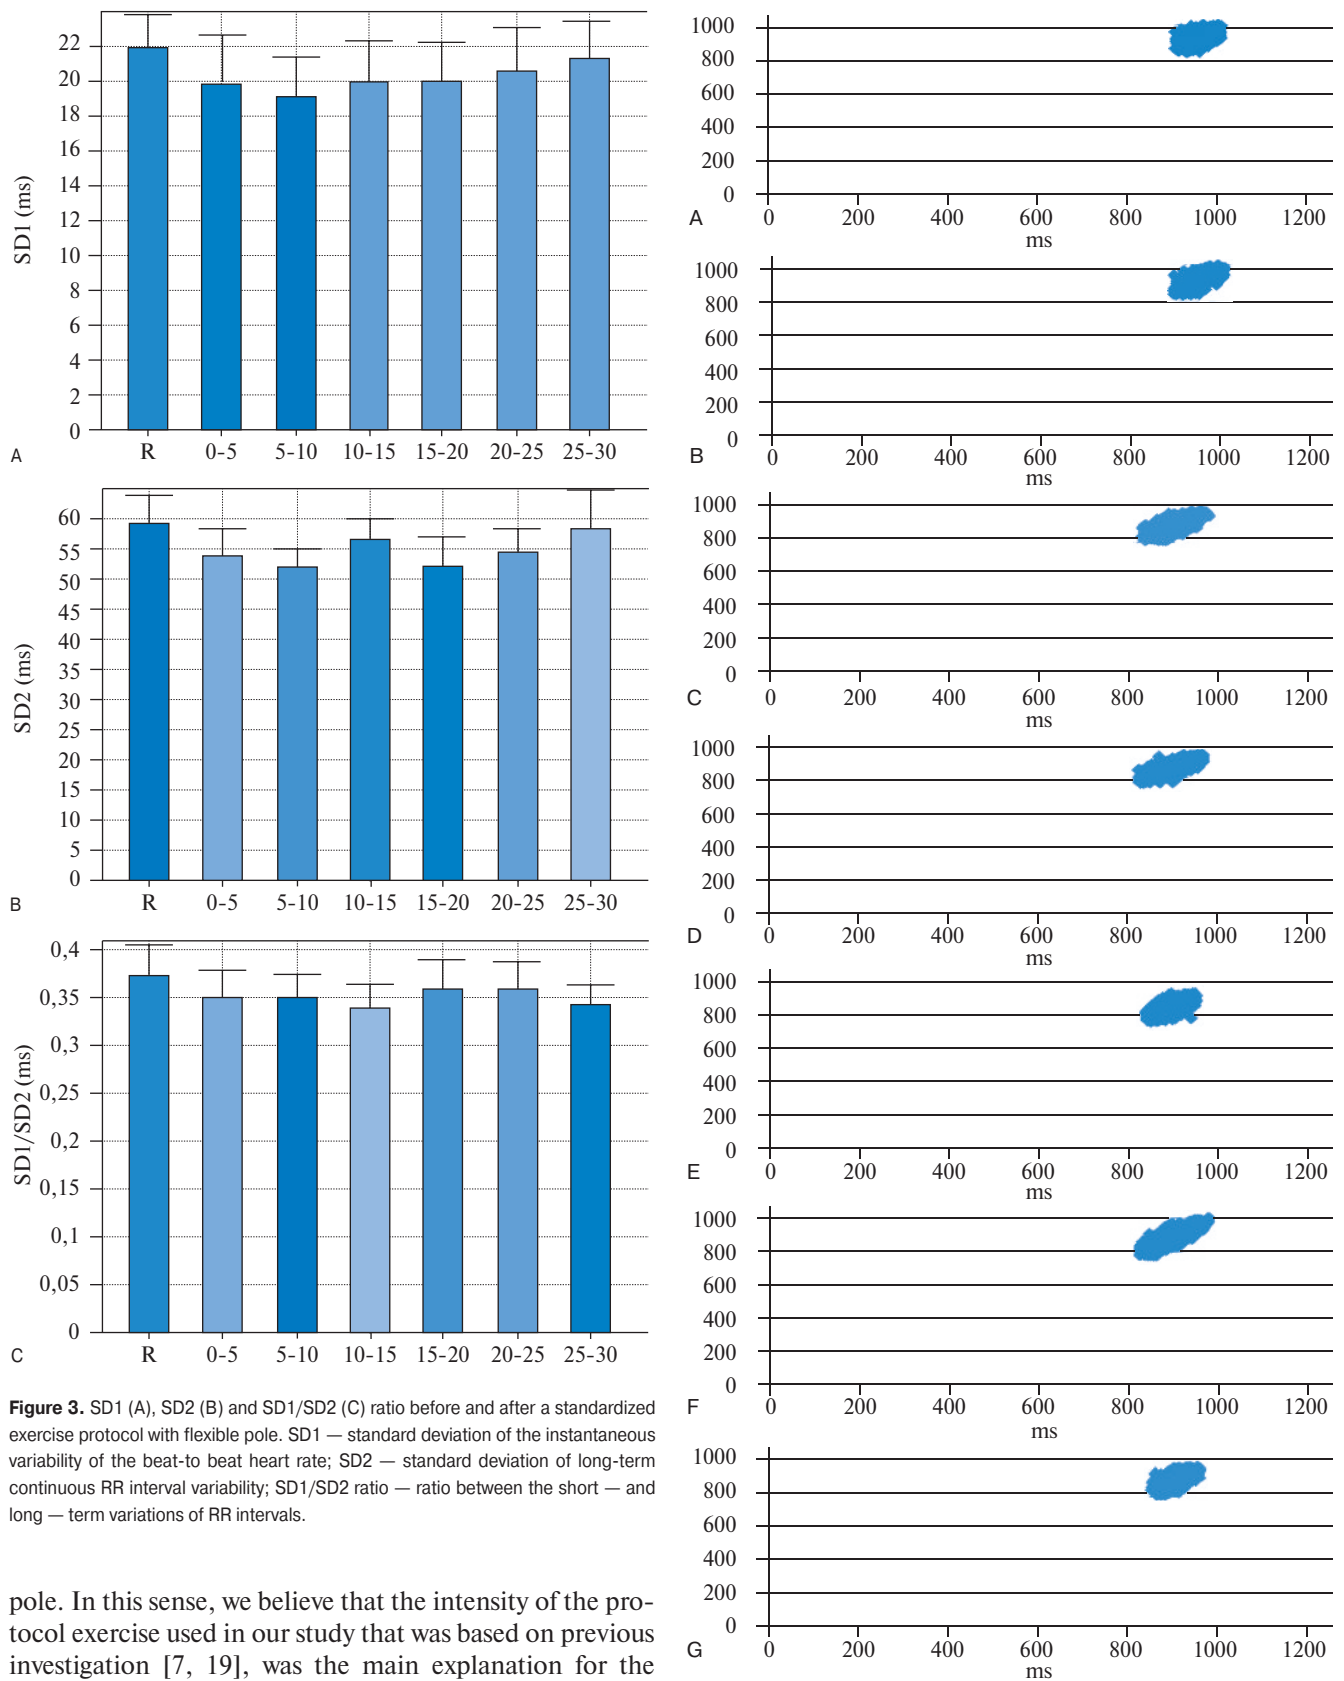 22
20
18
16
14
12
10
8
6
4
2
0
SD1 (ms)
R 0-5 5-10 10-15 15-20 20-25 25-30
A
60
55
50
45
40
35
30
25
20
15
10
5
0
SD2 (ms)
R 0-5 5-10 10-15 15-20 20-25 25-30
B
0,4
0,35
0,3
0,25
0,2
0,15
0,1
0,05
0
SD1/SD2 (ms)
R 0-5 5-10 10-15 15-20 20-25 25-30
C
Figure 3. SD1 (A), SD2 (B) and SD1/SD2 (C) ratio before and after a standardized
exercise protocol with flexible pole. SD1 — standard deviation of the instantaneous
variability of the beat-to beat heart rate; SD2 — standard deviation of long-term
continuous RR interval variability; SD1/SD2 ratio — ratio between the short — and
long — term variations of RR intervals.
pole. In this sense, we believe that the intensity of the pro-
tocol exercise used in our study that was based on previous
investigation [7, 19], was the main explanation for the
1000
800
600
400
200
0
0 200 400 600 800 1000 1200
A
ms
1000
800
600
400
200
0
0 200 400 600 800 1000 1200
B
ms
1000
800
600
400
200
0
0 200 400 600 800 1000 1200
C
ms
1000
800
600
400
200
0
0 200 400 600 800 1000 1200
D
ms
1000
800
600
400
200
0
0 200 400 600 800 1000 1200
E
ms
1000
800
600
400
200
0
0 200 400 600 800 1000 1200
F
ms
1000
800
600
400
200
0
0 200 400 600 800 1000 1200
G
ms